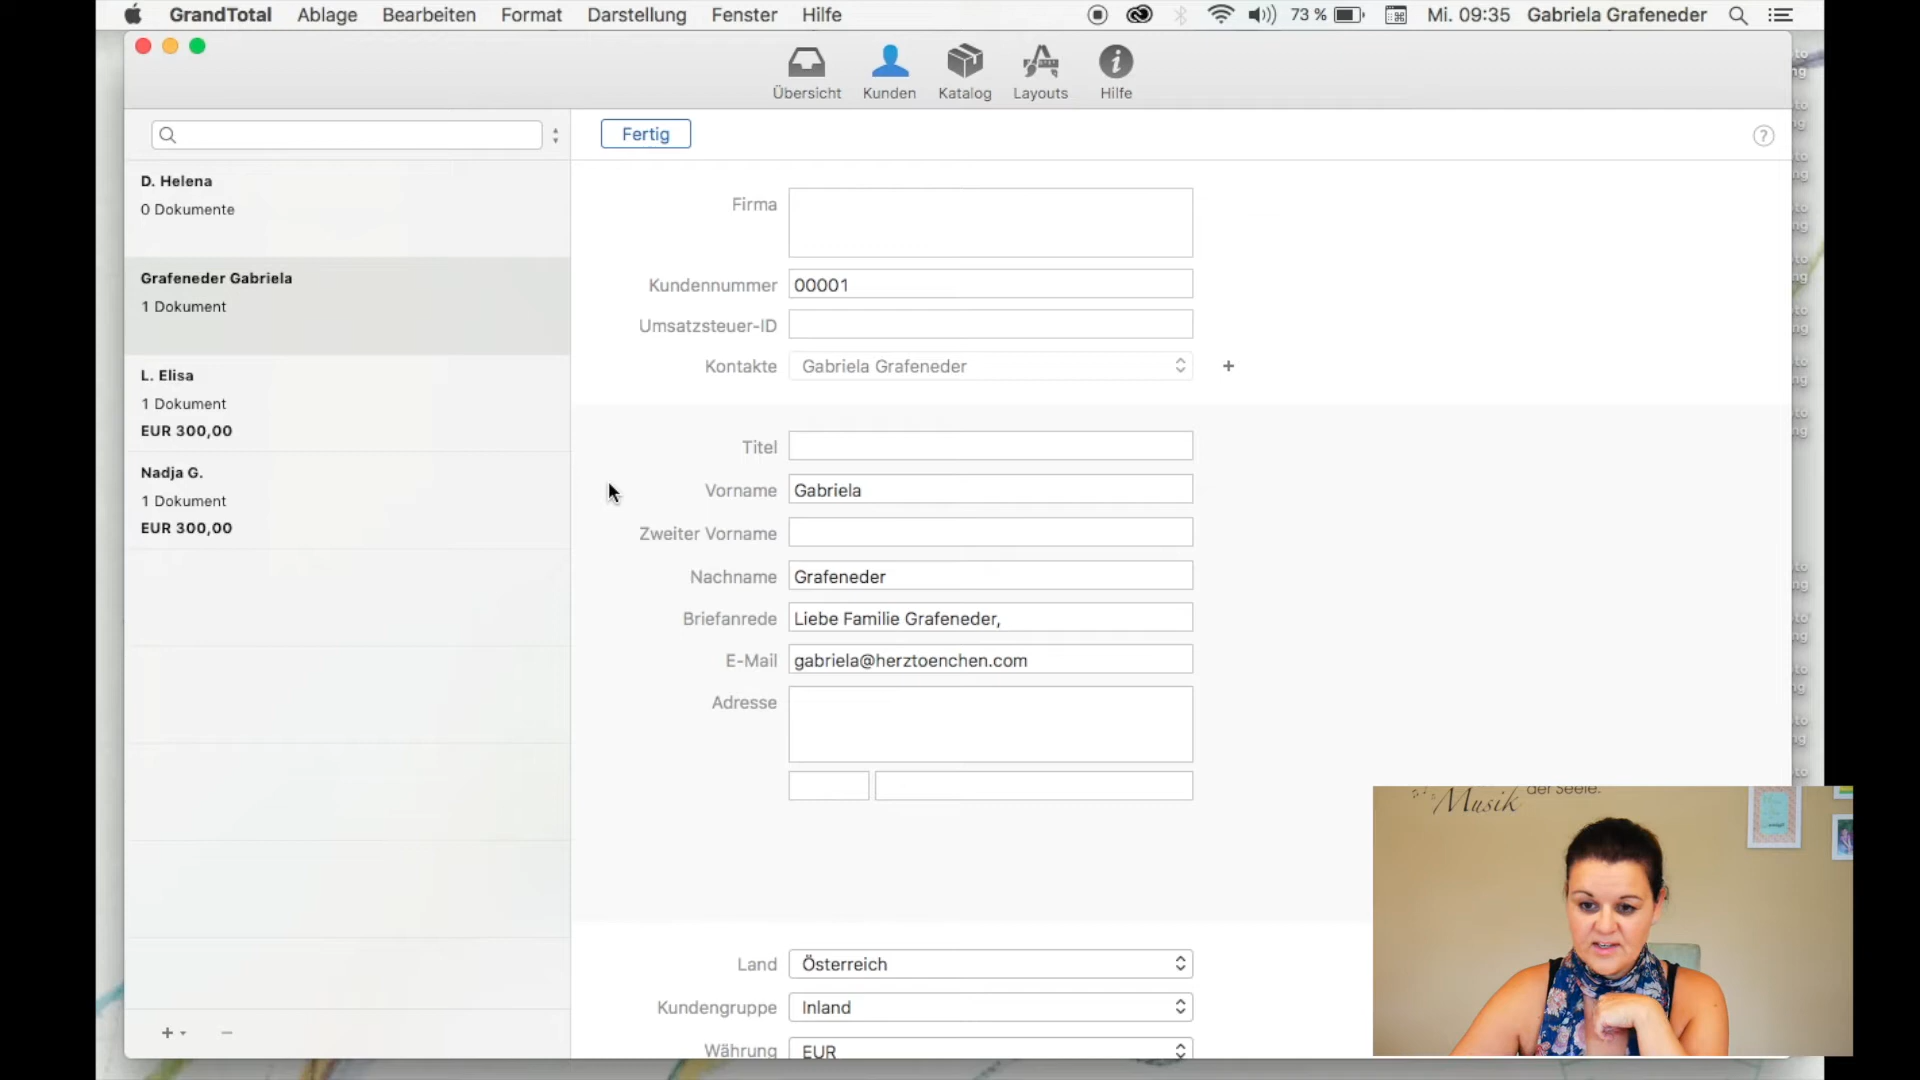 GrandTotal Ablage Bearbeiten Format Darstellung Fenster Hilfe 73 % Mi. 09:35 Gabriela Grafeneder
Übersicht Kunden Katalog Layouts Hilfe
Fertig
D. Helena
0 Dokumente
Grafeneder Gabriela
1 Dokument
L. Elisa
1 Dokument
EUR 300,00
Nadja G.
1 Dokument
EUR 300,00
Firma
Kundennummer 00001
Umsatzsteuer-ID
Kontakte Gabriela Grafeneder
Titel
Vorname Gabriela
Zweiter Vorname
Nachname Grafeneder
Briefanrede Liebe Familie Grafeneder,
E-Mail gabriela@herztoenchen.com
Adresse
Land Österreich
Kundengruppe Inland
Währung EUR
Musik der Seele.